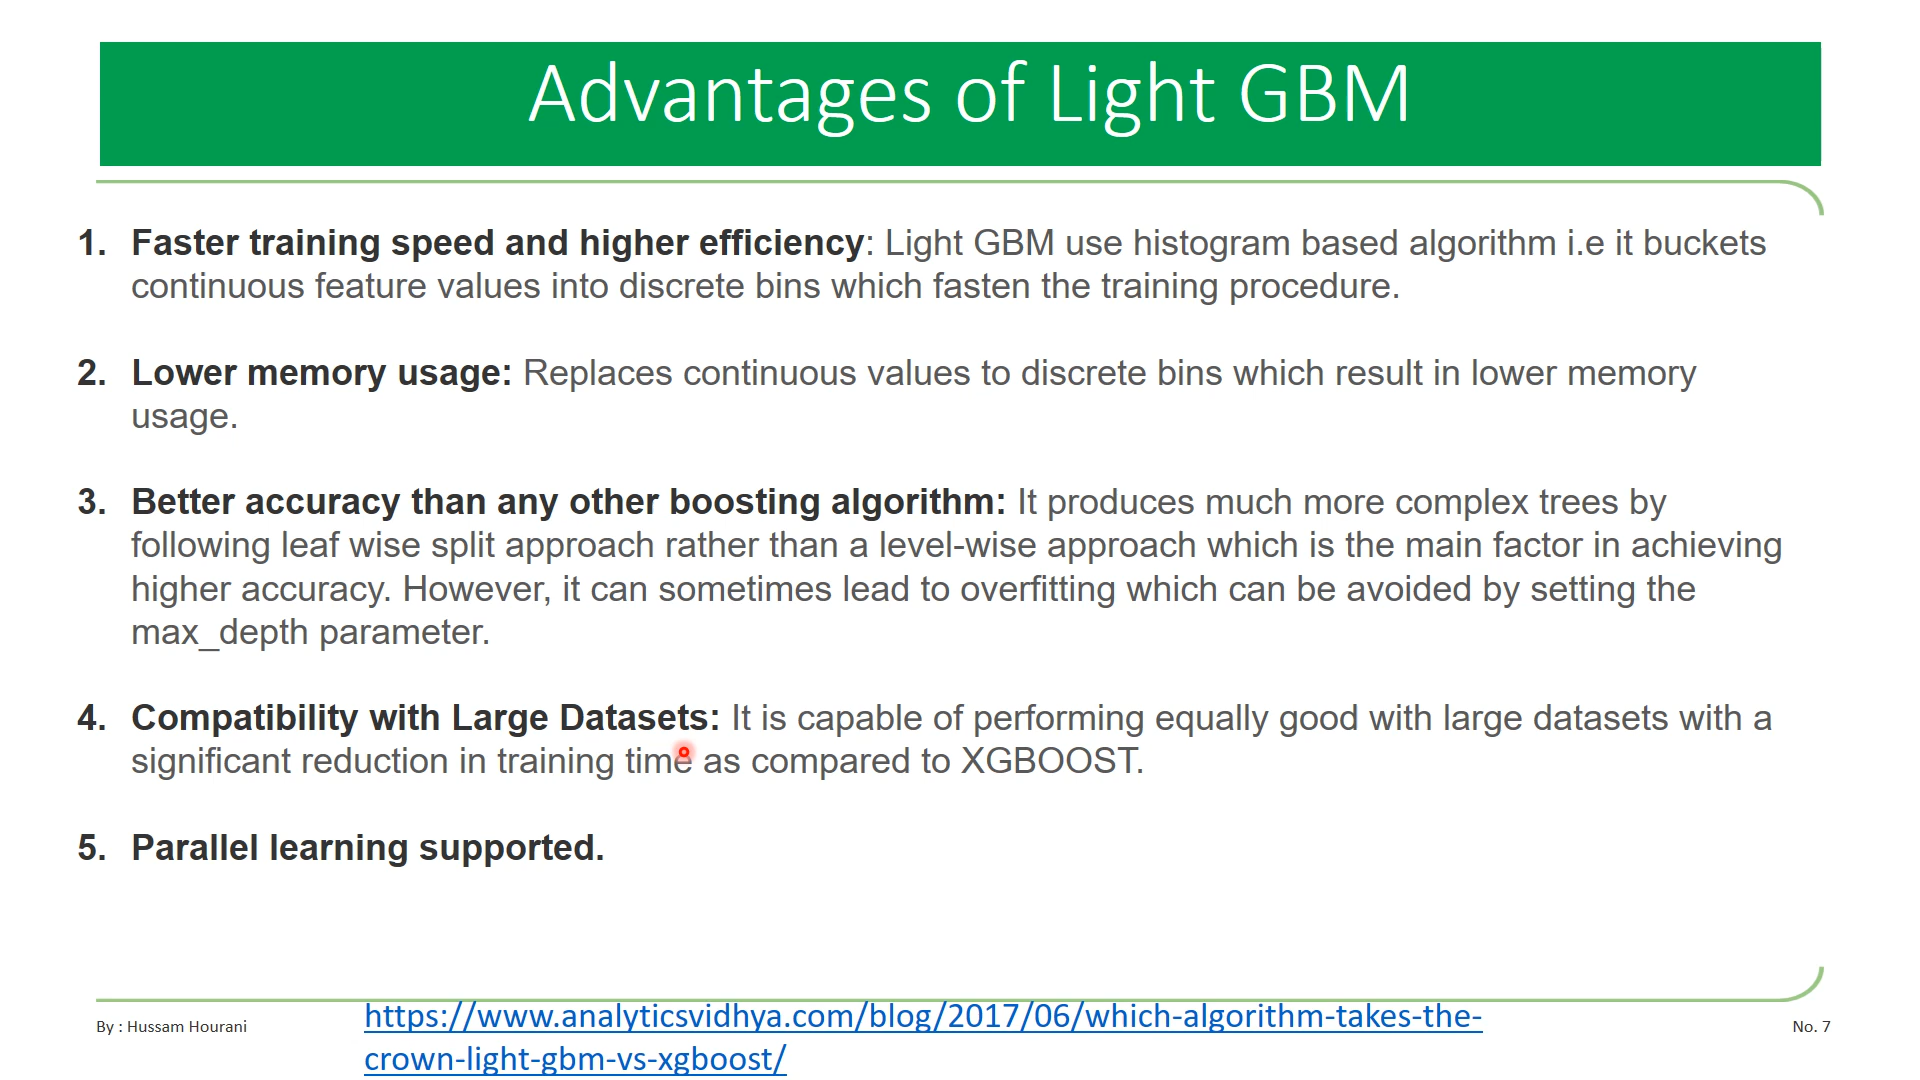 Advantages of Light GBM
1. Faster training speed and higher efficiency: Light GBM use histogram based algorithm i.e it buckets
continuous feature values into discrete bins which fasten the training procedure.
2. Lower memory usage: Replaces continuous values to discrete bins which result in lower memory
usage.
3. Better accuracy than any other boosting algorithm: It produces much more complex trees by
following leaf wise split approach rather than a level-wise approach which is the main factor in achieving
higher accuracy. However, it can sometimes lead to overfitting which can be avoided by setting the
max_depth parameter.
4. Compatibility with Large Datasets: It is capable of performing equally good with large datasets with a
significant reduction in training time as compared to XGBOOST.
5. Parallel learning supported.
By : Hussam Hourani
https://www.analyticsvidhya.com/blog/2017/06/which-algorithm-takes-the-
crown-light-gbm-vs-xgboost/
No. 7